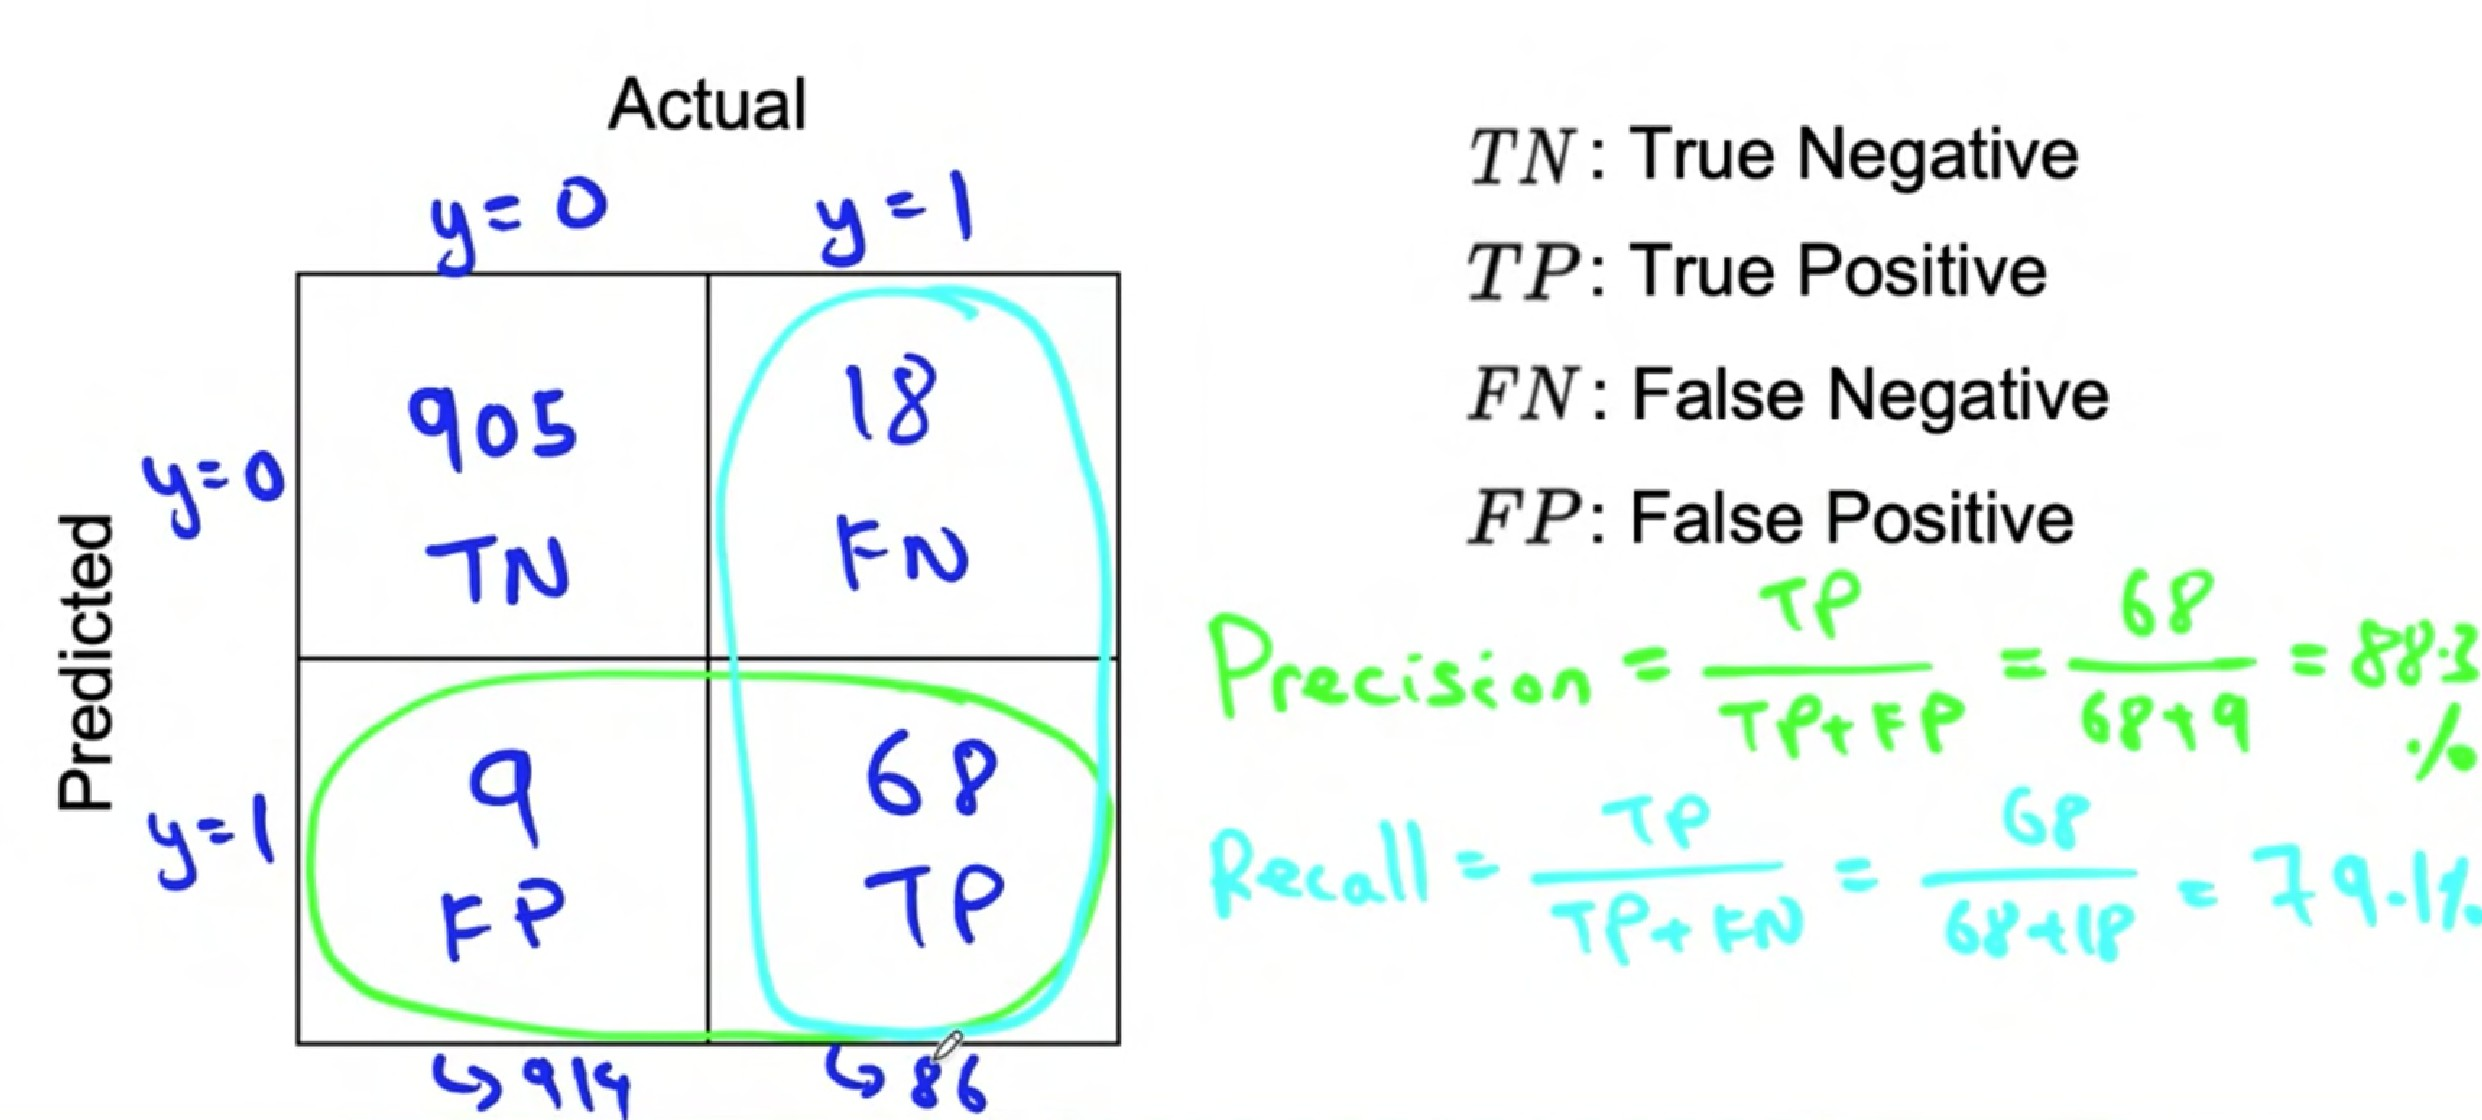 Actual
y=0 y=1
Predicted
y=0
905 18
TN FN
y=1
9 68
FP TP
↳914 ↳86
TN: True Negative
TP: True Positive
FN: False Negative
FP: False Positive
Precision = TP / TP+FP = 68 / 68+9 = 88.3 %
Recall = TP / TP+FN = 68 / 68+18 = 79.1%